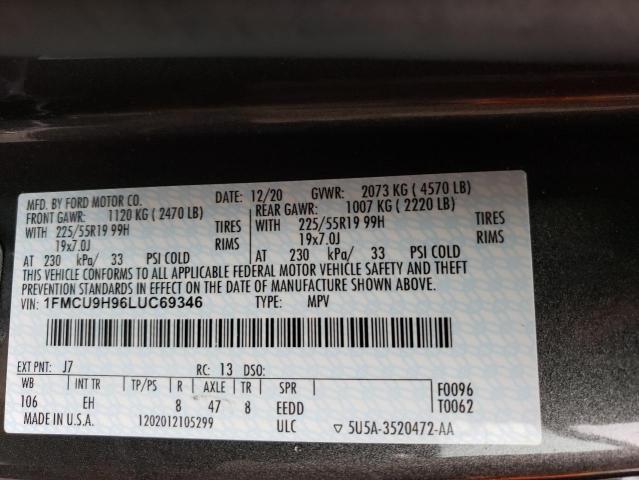 MFD. BY FORD MOTOR CO. DATE: 12/20 GVWR: 2073 KG ( 4570 LB)
FRONT GAWR: 1120 KG ( 2470 LB) REAR GAWR: 1007 KG ( 2220 LB)
WITH 225/55R19 99H TIRES WITH 225/55R19 99H TIRES
19x7.0J RIMS 19x7.0J RIMS
AT 230 kPa/ 33 PSI COLD AT 230 kPa/ 33 PSI COLD
THIS VEHICLE CONFORMS TO ALL APPLICABLE FEDERAL MOTOR VEHICLE SAFETY AND THEFT
PREVENTION STANDARDS IN EFFECT ON THE DATE OF MANUFACTURE SHOWN ABOVE.
VIN: 1FMCU9H96LUC69346 TYPE: MPV
EXT PNT: J7 RC: 13 DSO:
WB INT TR TP/PS R AXLE TR SPR F0096
106 EH 8 47 8 EEDD T0062
MADE IN U.S.A. 1202012105299 ULC ▽ 5U5A-3520472-AA